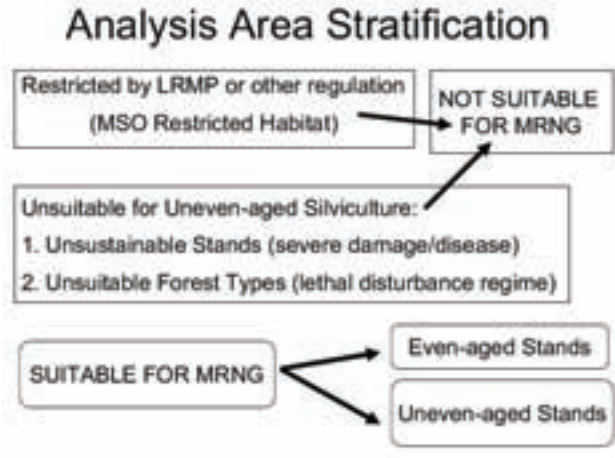 Analysis Area Stratification
Restricted by LRMP or other regulation
(MSO Restricted Habitat)
NOT SUITABLE
FOR MRNG
Unsuitable for Uneven-aged Silviculture:
1. Unsustainable Stands (severe damage/disease)
2. Unsuitable Forest Types (lethal disturbance regime)
SUITABLE FOR MRNG
Even-aged Stands
Uneven-aged Stands